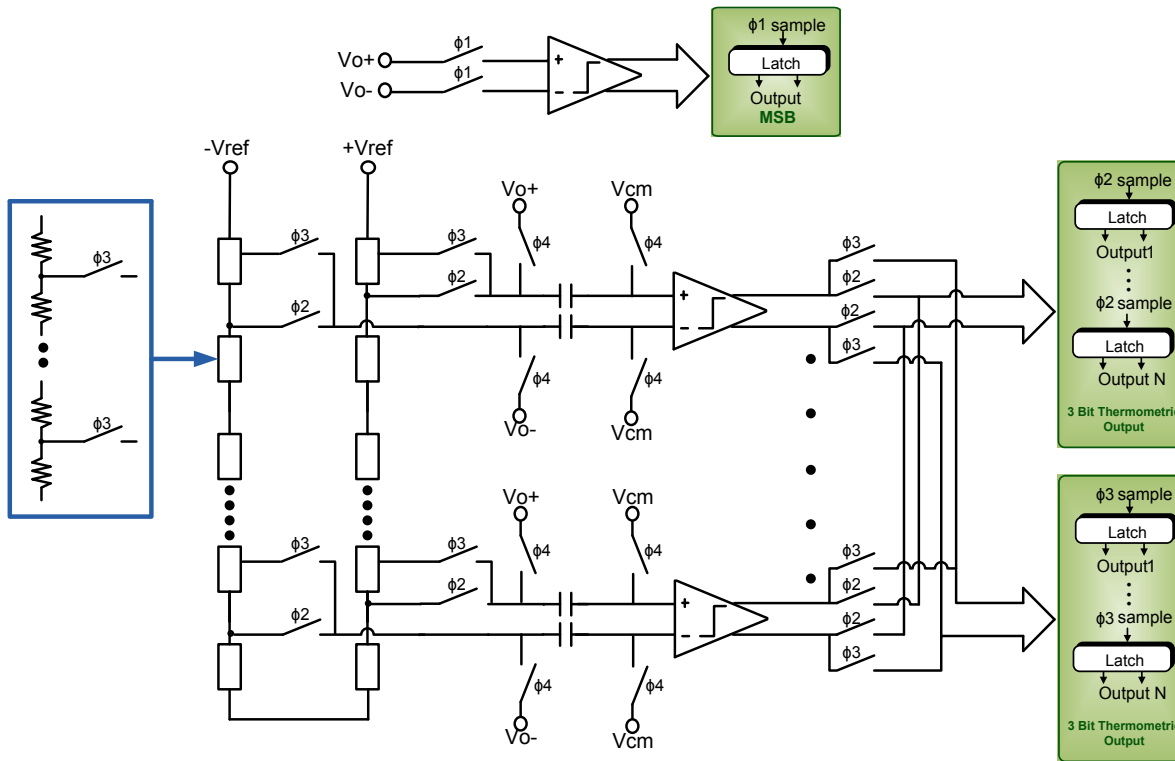 ϕ1 sample
Latch
Output
MSB
Vo+
ϕ1
Vo-
ϕ1
-Vref
+Vref
ϕ3
ϕ3
ϕ3
ϕ2
ϕ3
ϕ2
Vo+
ϕ4
Vcm
ϕ4
ϕ4
Vo-
ϕ4
Vcm
ϕ3
ϕ2
ϕ2
ϕ3
ϕ2 sample
Latch
Output1
ϕ2 sample
Latch
Output N
3 Bit Thermometric
Output
ϕ3
ϕ2
ϕ3
ϕ2
Vo+
ϕ4
Vcm
ϕ4
ϕ4
Vo-
ϕ4
Vcm
ϕ3
ϕ2
ϕ2
ϕ3
ϕ3 sample
Latch
Output1
ϕ3 sample
Latch
Output N
3 Bit Thermometric
Output